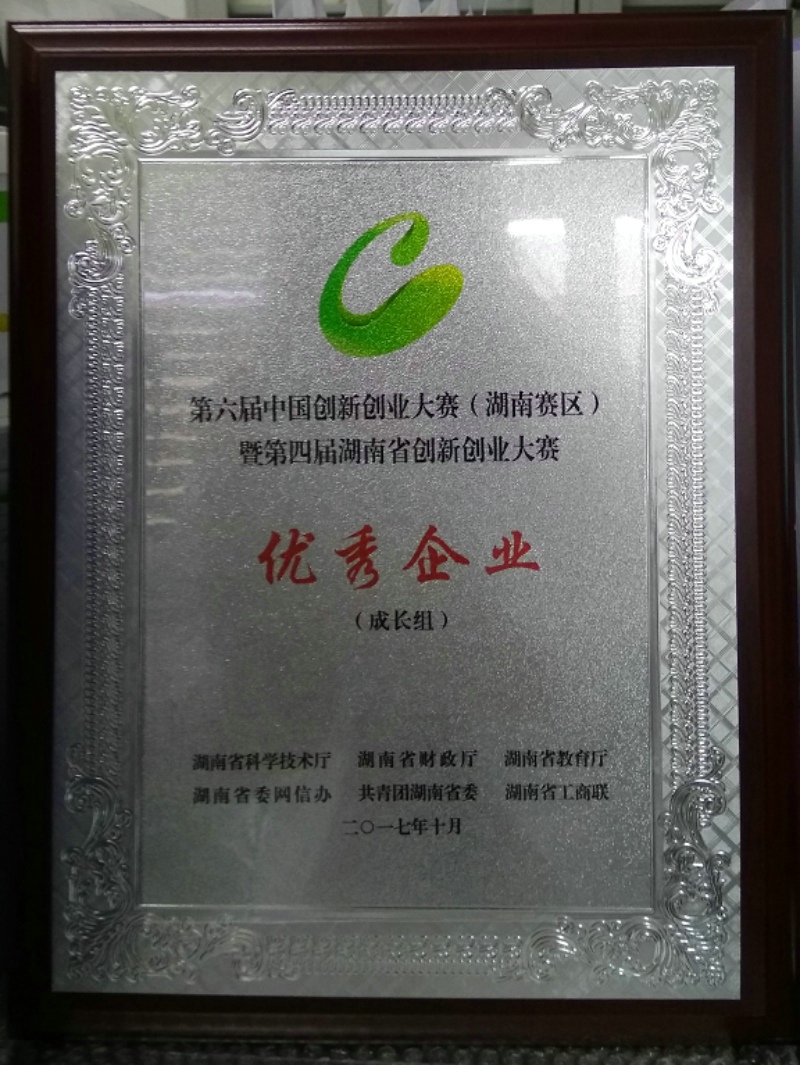 第六届中国创新创业大赛（湖南赛区）
暨第四届湖南省创新创业大赛
优秀企业
（成长组）
湖南省科学技术厅 湖南省财政厅 湖南省教育厅
湖南省委网信办 共青团湖南省委 湖南省工商联
二〇一七年十月